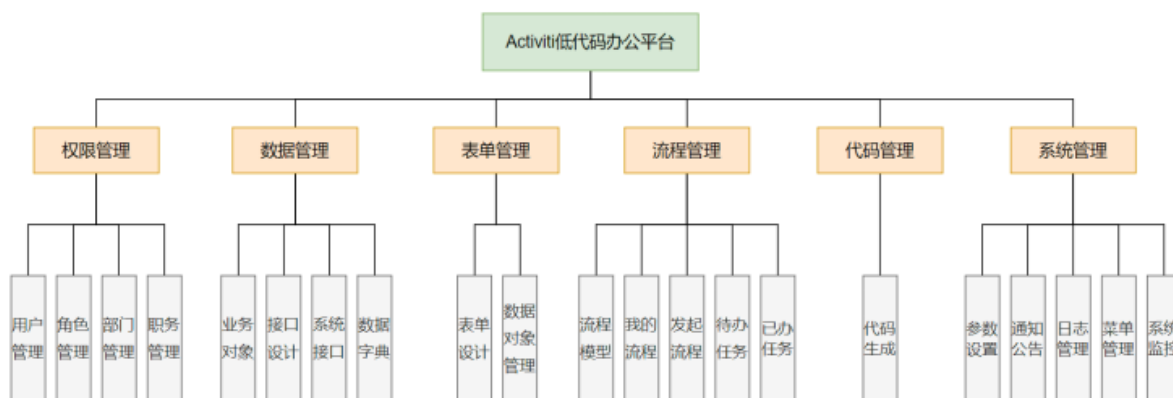 Activiti低代码办公平台
权限管理
数据管理
表单管理
流程管理
代码管理
系统管理
用户
管理
角色
管理
部门
管理
职务
管理
业务
对象
接口
设计
系统
接口
数据
字典
表单
设计
数据
对象
管理
流程
模型
我的
流程
发起
流程
待办
任务
已办
任务
代码
生成
参数
设置
通知
公告
日志
管理
菜单
管理
系统
监控